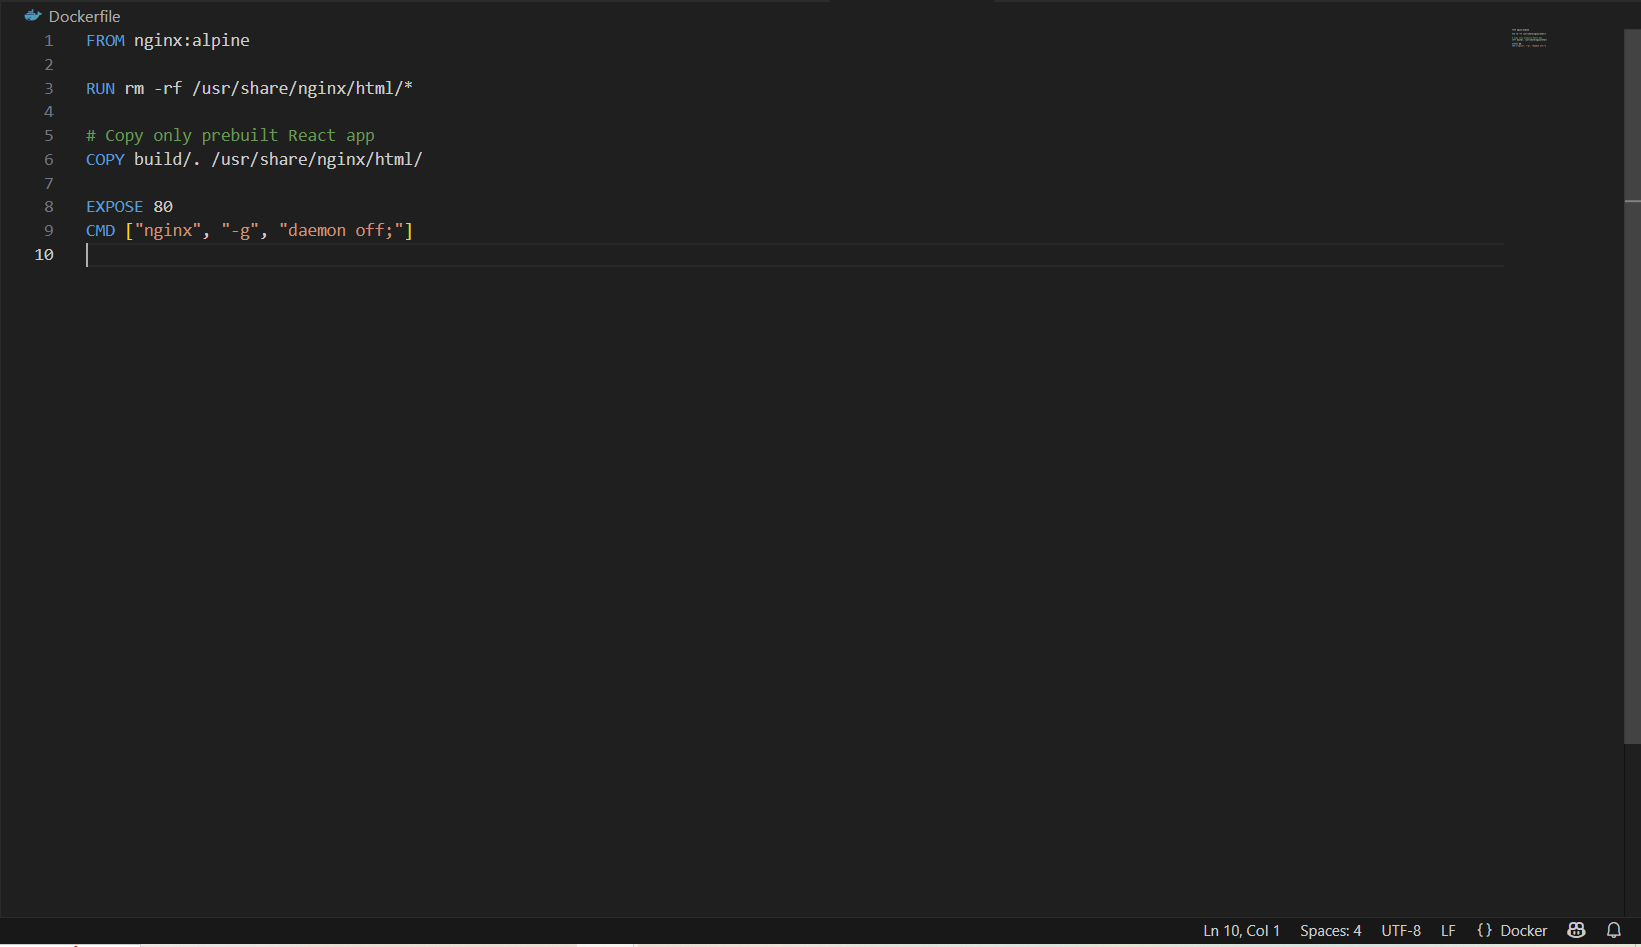 Dockerfile
1 FROM nginx:alpine
2
3 RUN rm -rf /usr/share/nginx/html/*
4
5 # Copy only prebuilt React app
6 COPY build/. /usr/share/nginx/html/
7
8 EXPOSE 80
9 CMD ["nginx", "-g", "daemon off;"]
10
Ln 10, Col 1 Spaces: 4 UTF-8 LF {} Docker